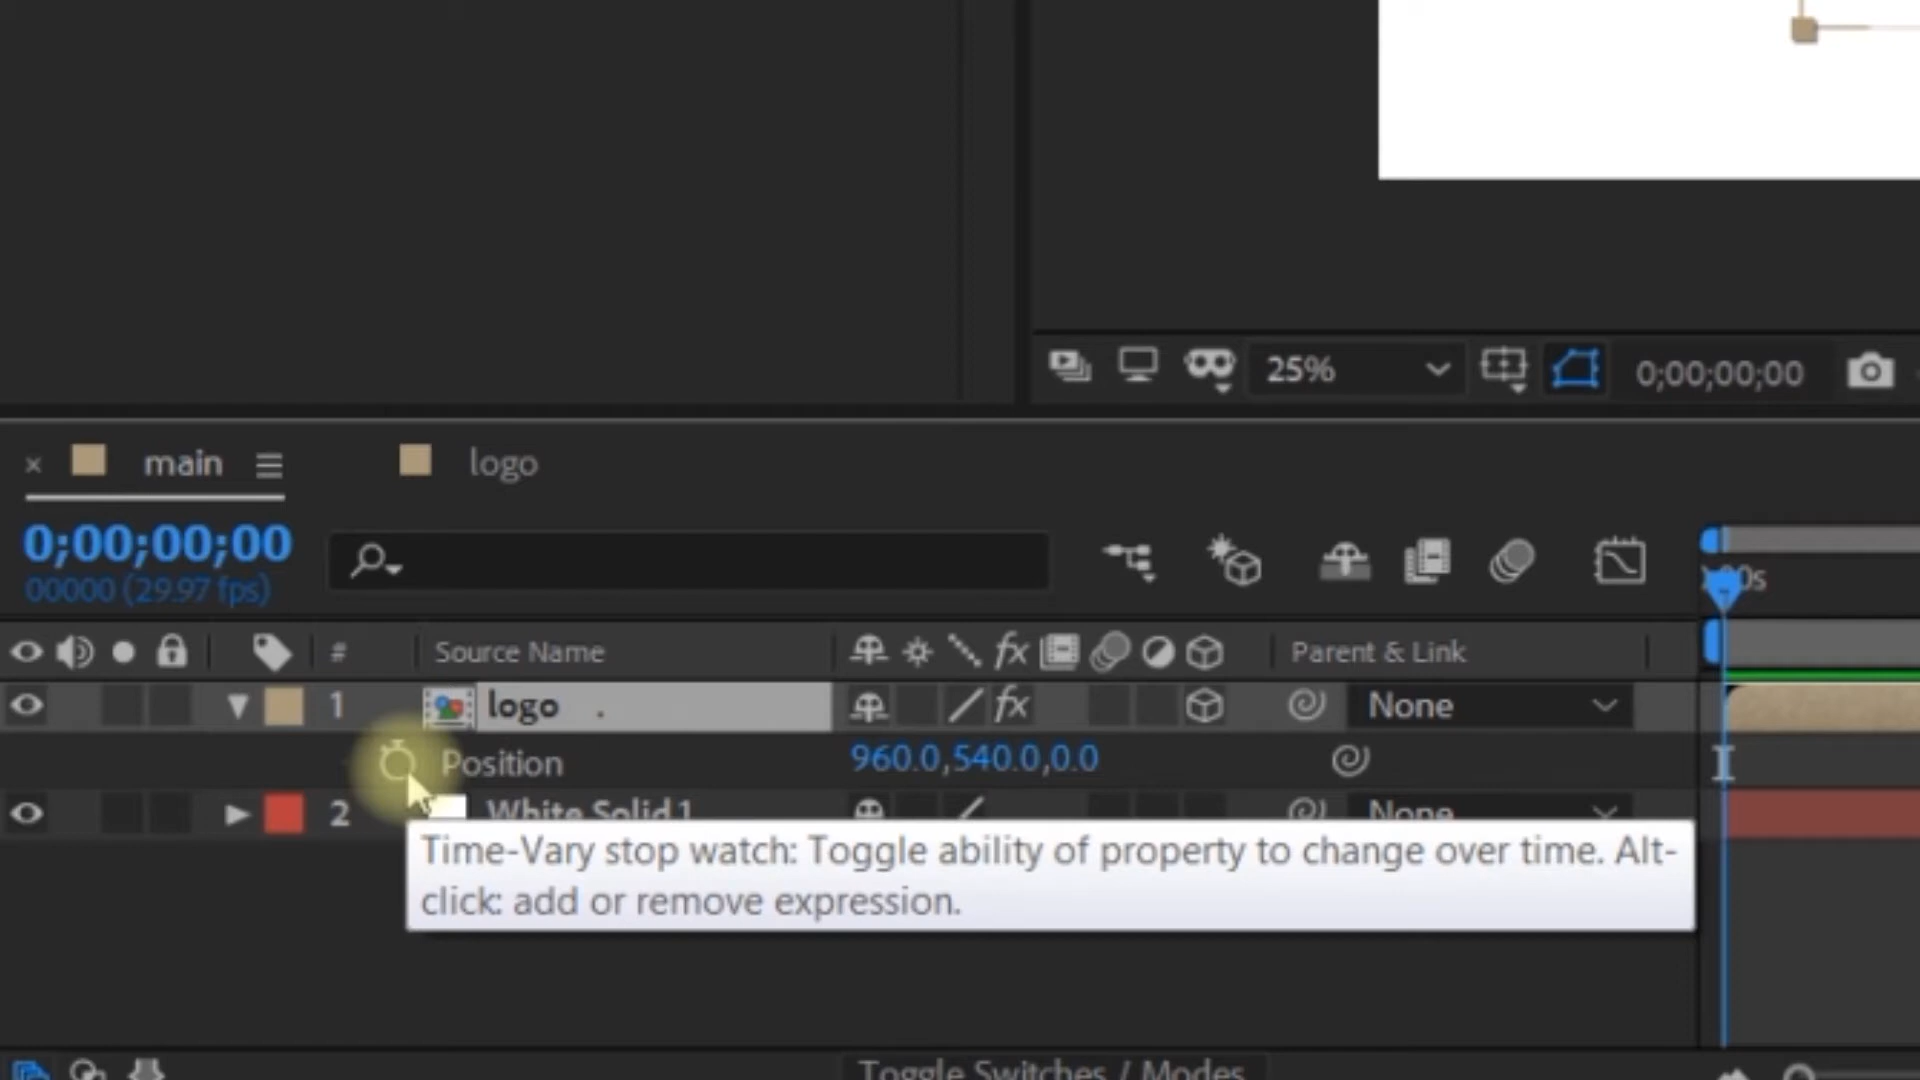 25%
0;00;00;00
main
logo
0;00;00;00
00000 (29.97 fps)
# Source Name Parent & Link
1 logo . fx None
Position 960.0,540.0,0.0
2 White Solid 1 None
Time-Vary stop watch: Toggle ability of property to change over time. Alt-
click: add or remove expression.
Toggle Switches / Modes